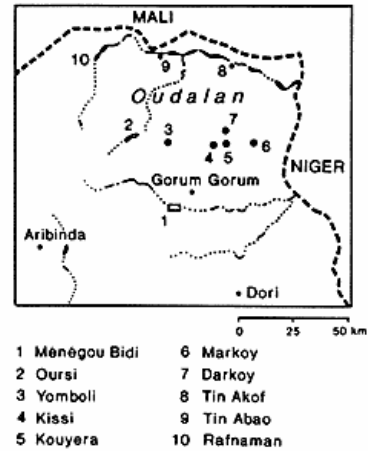 MALI
10
9
8
Oudalan
7
2
3
4
5
6
NIGER
Gorum Gorum
1
Aribinda
Dori
0 25 50 km
1 Ménégou Bidi
2 Oursi
3 Yomboli
4 Kissi
5 Kouyera
6 Markoy
7 Darkoy
8 Tin Akof
9 Tin Abao
10 Rafnaman